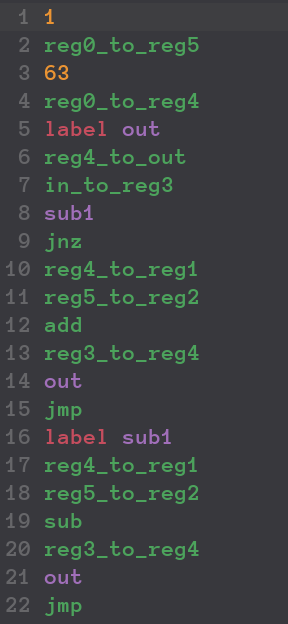 1 1
2 reg0_to_reg5
3 63
4 reg0_to_reg4
5 label out
6 reg4_to_out
7 in_to_reg3
8 sub1
9 jnz
10 reg4_to_reg1
11 reg5_to_reg2
12 add
13 reg3_to_reg4
14 out
15 jmp
16 label sub1
17 reg4_to_reg1
18 reg5_to_reg2
19 sub
20 reg3_to_reg4
21 out
22 jmp